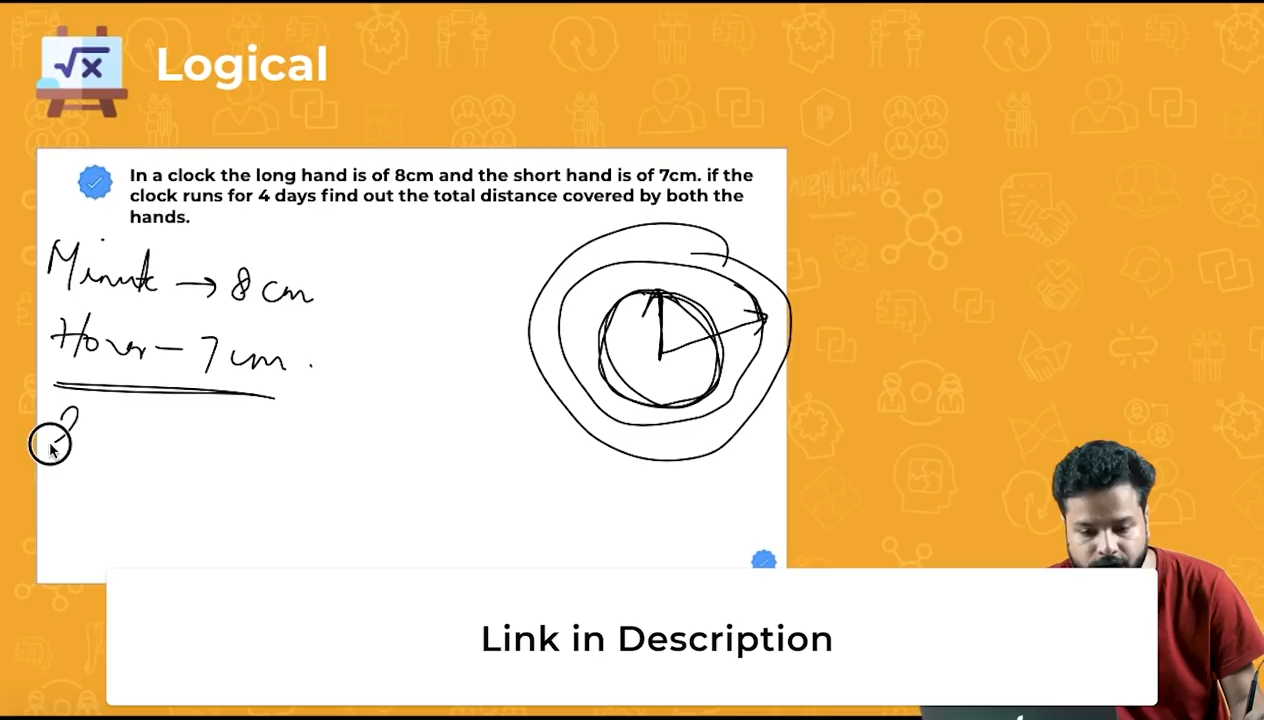 √x
Logical
In a clock the long hand is of 8cm and the short hand is of 7cm. if the
clock runs for 4 days find out the total distance covered by both the
hands.
Minute → 8 cm
Hour - 7 cm .
Link in Description